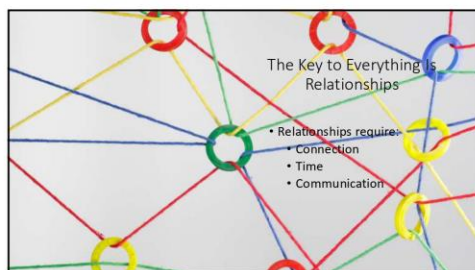 The Key to Everything Is
Relationships
• Relationships require:
• Connection
• Time
• Communication